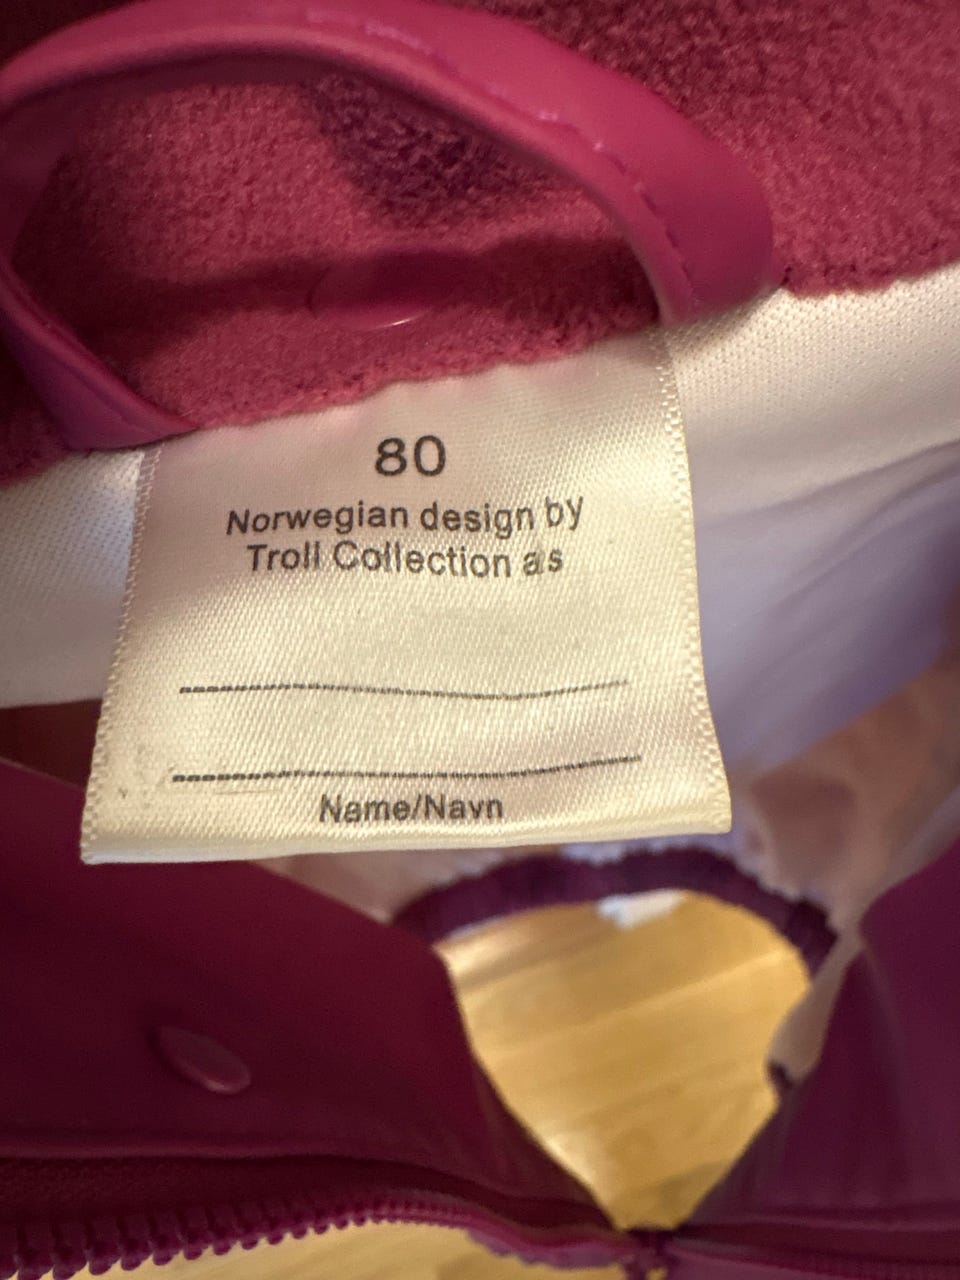 80
Norwegian design by
Troll Collection as
Name/Navn